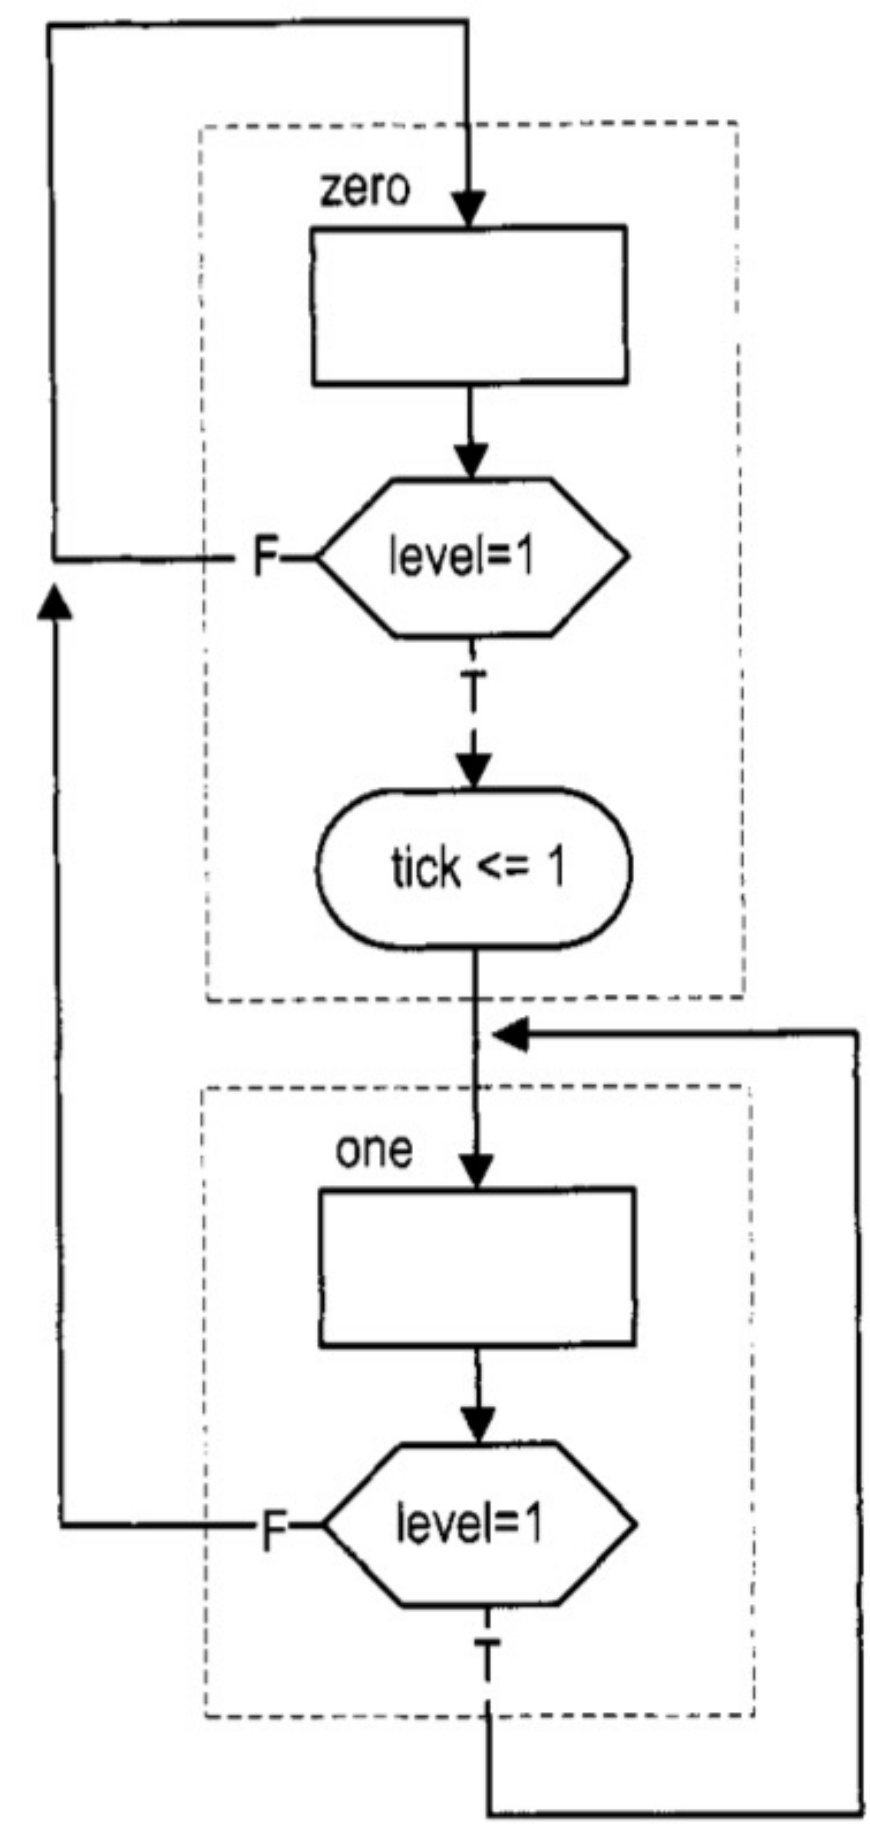 zero
F
level=1
T
tick <= 1
one
F
level=1
T